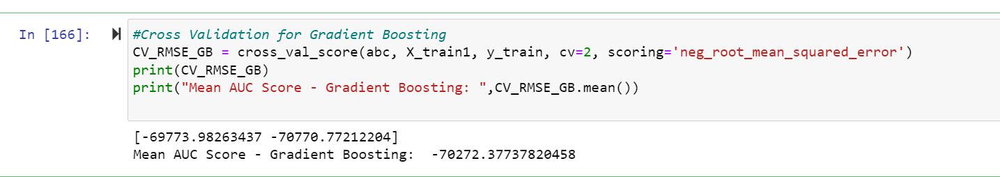 In [166]:
#Cross Validation for Gradient Boosting
CV_RMSE_GB = cross_val_score(abc, X_train1, y_train, cv=2, scoring='neg_root_mean_squared_error')
print(CV_RMSE_GB)
print("Mean AUC Score - Gradient Boosting: ",CV_RMSE_GB.mean())
[-69773.98263437 -70770.77212204]
Mean AUC Score - Gradient Boosting:  -70272.37737820458